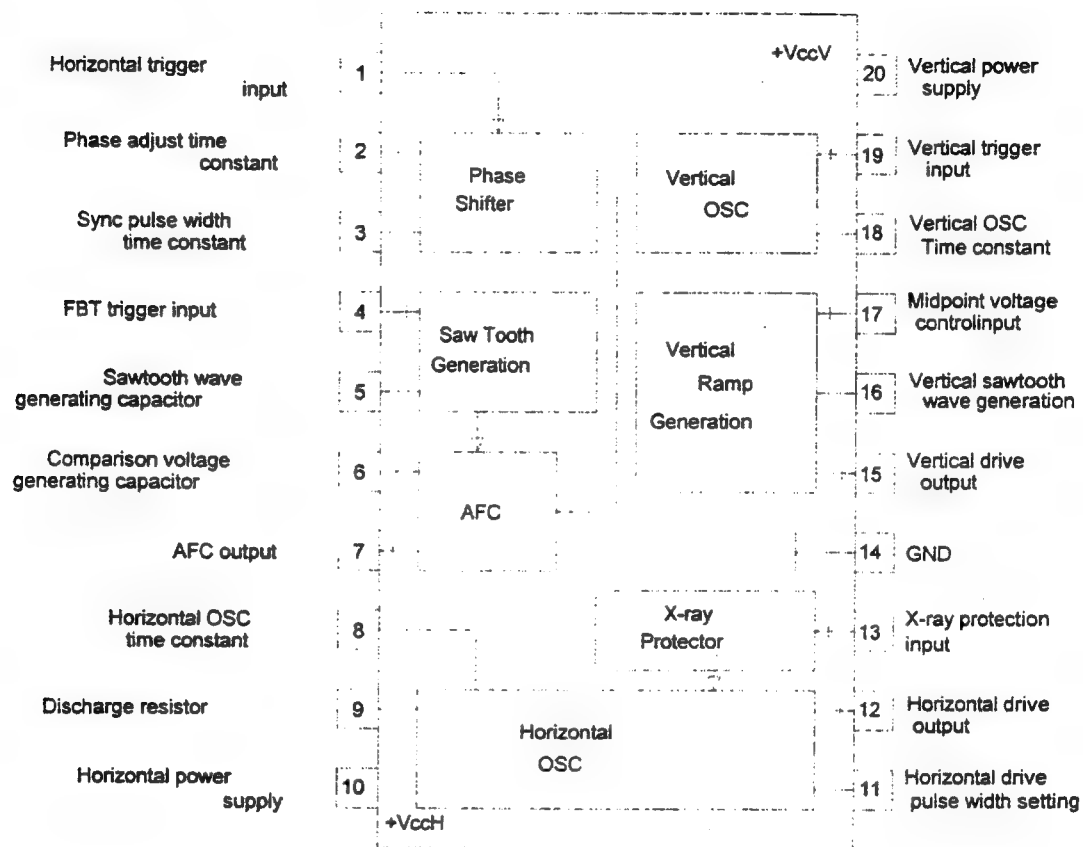 Horizontal trigger
input
1
Phase adjust time
constant
2
Sync pulse width
time constant
3
FBT trigger input
4
Sawtooth wave
generating capacitor
5
Comparison voltage
generating capacitor
6
AFC output
7
Horizontal OSC
time constant
8
Discharge resistor
9
Horizontal power
supply
10
+VccH
Phase
Shifter
Saw Tooth
Generation
AFC
Vertical
OSC
Vertical
Ramp
Generation
X-ray
Protector
Horizontal
OSC
+VccV
20
Vertical power
supply
19
Vertical trigger
input
18
Vertical OSC
Time constant
17
Midpoint voltage
controlinput
16
Vertical sawtooth
wave generation
15
Vertical drive
output
14
GND
13
X-ray protection
input
12
Horizontal drive
output
11
Horizontal drive
pulse width setting